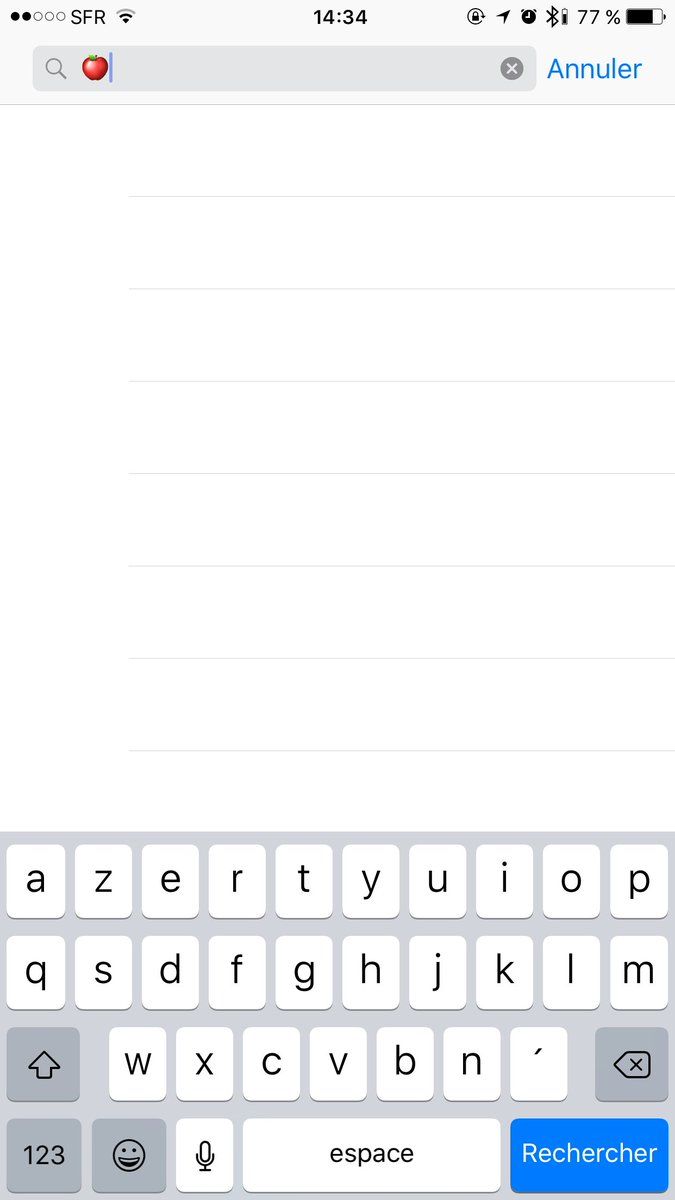 SFR 14:34 77 %
🍎 Annuler
a z e r t y u i o p
q s d f g h j k l m
w x c v b n ´
123 espace Rechercher